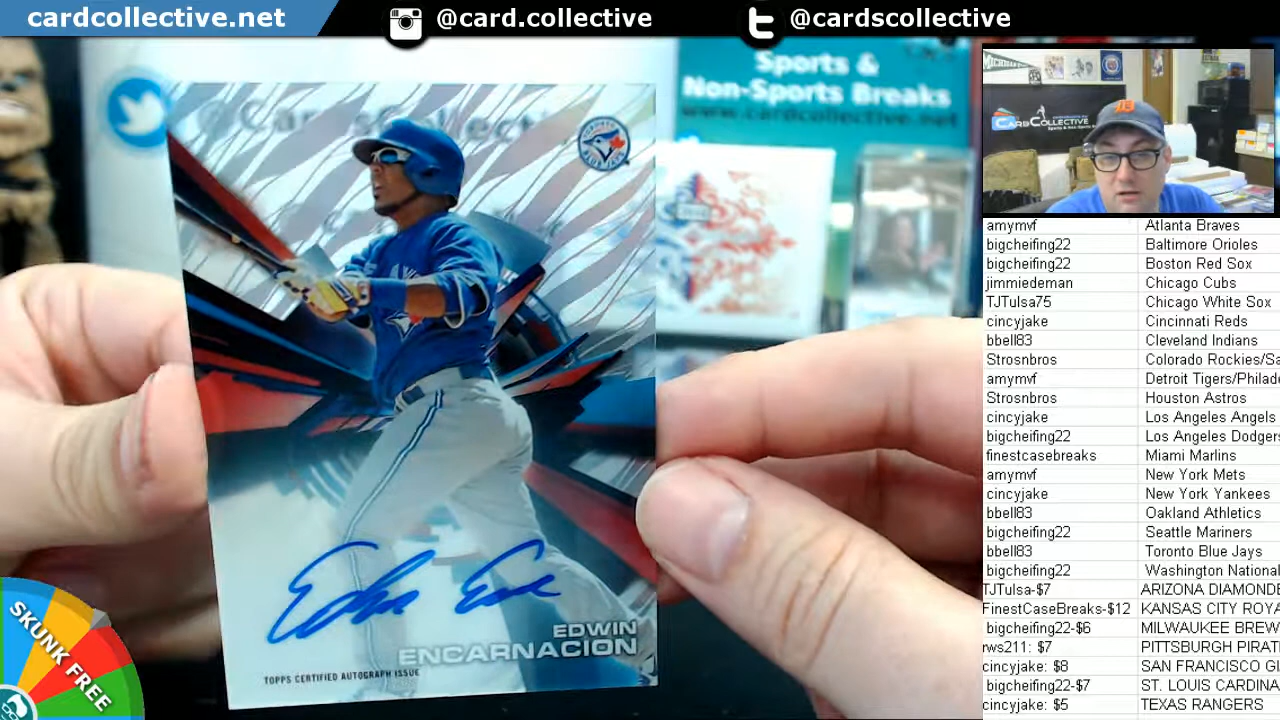 cardcollective.net
@card.collective
@cardscollective
Sports &
Non-Sports Breaks
www.cardcollective.net
EDWIN
ENCARNACION
TOPPS CERTIFIED AUTOGRAPH ISSUE
SKUNK FREE
CARDCOLLECTIVE
amymvf Atlanta Braves
bigcheifing22 Baltimore Orioles
bigcheifing22 Boston Red Sox
jimmiedeman Chicago Cubs
TJTulsa75 Chicago White Sox
cincyjake Cincinnati Reds
bbell83 Cleveland Indians
Strosnbros Colorado Rockies/Sa
amymvf Detroit Tigers/Philade
Strosnbros Houston Astros
cincyjake Los Angeles Angels
bigcheifing22 Los Angeles Dodgers
finestcasebreaks Miami Marlins
amymvf New York Mets
cincyjake New York Yankees
bbell83 Oakland Athletics
bigcheifing22 Seattle Mariners
bbell83 Toronto Blue Jays
bigcheifing22 Washington National
TJTulsa-$7 ARIZONA DIAMOND
FinestCaseBreaks-$12 KANSAS CITY ROYA
bigcheifing22-$6 MILWAUKEE BREW
rws211: $7 PITTSBURGH PIRAT
cincyjake: $8 SAN FRANCISCO GI
bigcheifing22-$7 ST. LOUIS CARDINA
cincyjake: $5 TEXAS RANGERS